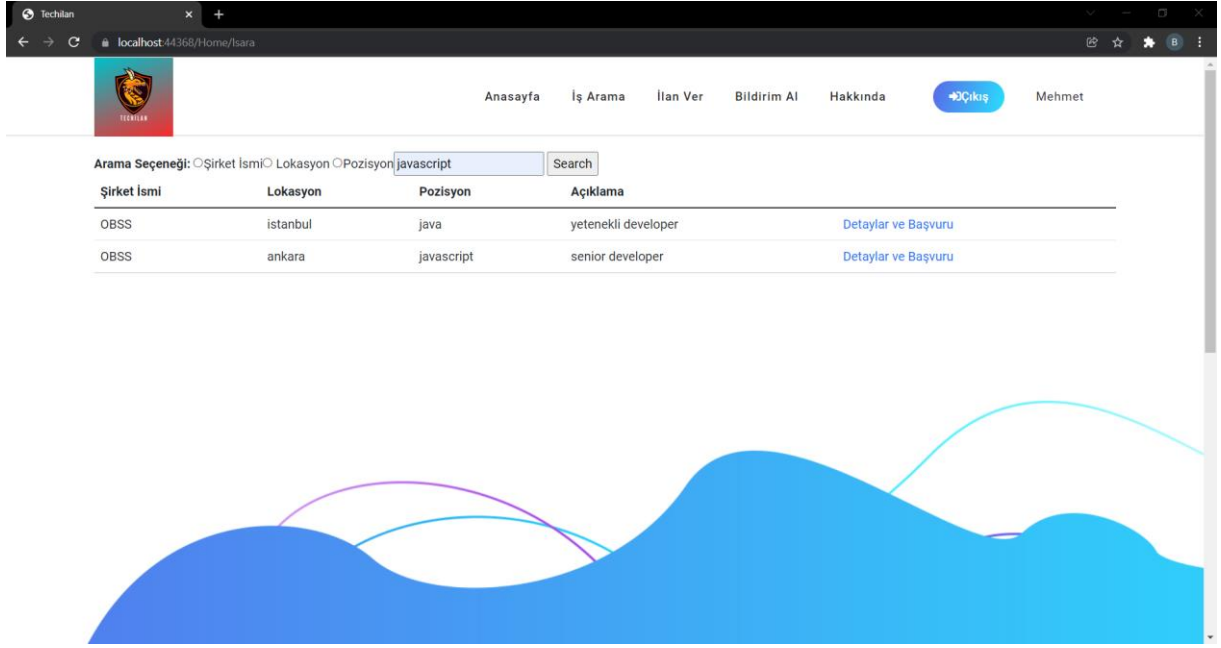 Techilan
localhost:44368/Home/Isara
B
TECHILAN
Anasayfa İş Arama İlan Ver Bildirim Al Hakkında Çıkış Mehmet
Arama Seçeneği: Şirket İsmi Lokasyon Pozisyon javascript Search
Şirket İsmi Lokasyon Pozisyon Açıklama
OBSS istanbul java yetenekli developer Detaylar ve Başvuru
OBSS ankara javascript senior developer Detaylar ve Başvuru